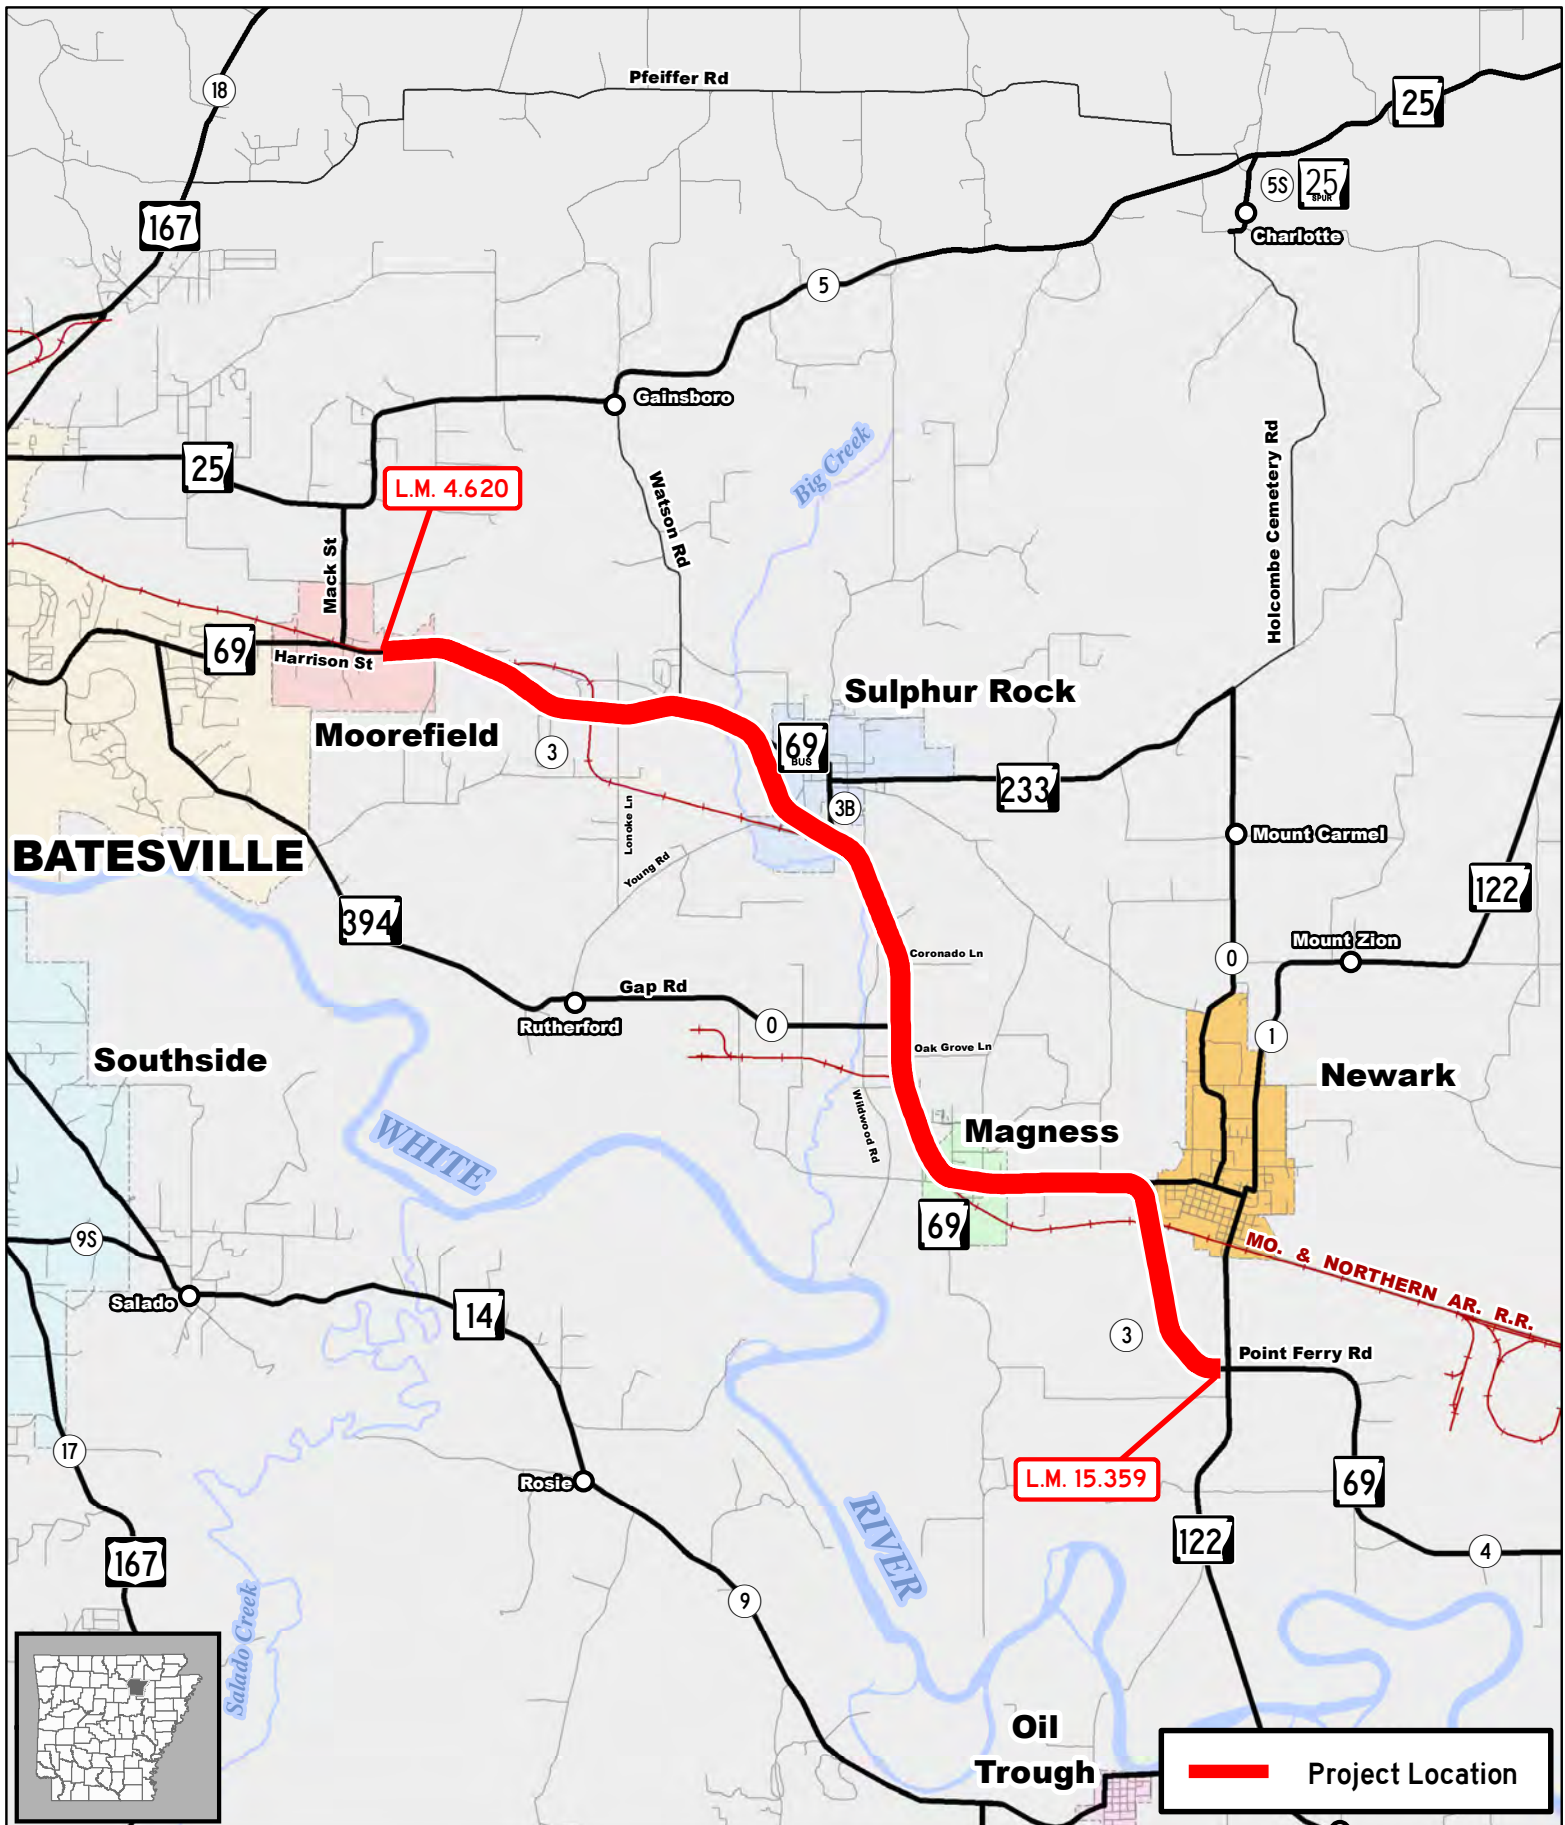 Pfeiffer Rd
18
25
5S
25
SPUR
167
Charlotte
5
Gainsboro
Big Creek
25
L.M. 4.620
Watson Rd
Holcombe Cemetery Rd
Mack St
69
Harrison St
Sulphur Rock
Moorefield
3
69
BUS
233
3B
Lonoke Ln
Mount Carmel
BATESVILLE
Young Rd
122
394
Mount Zion
Coronado Ln
0
Gap Rd
Rutherford
0
1
Oak Grove Ln
Southside
Newark
Wildwood Rd
Magness
WHITE
69
9S
MO. & NORTHERN AR. R.R.
Salado
14
3
Point Ferry Rd
17
L.M. 15.359
Rosie
69
RIVER
122
167
4
9
Salado Creek
Oil
Trough
Project Location